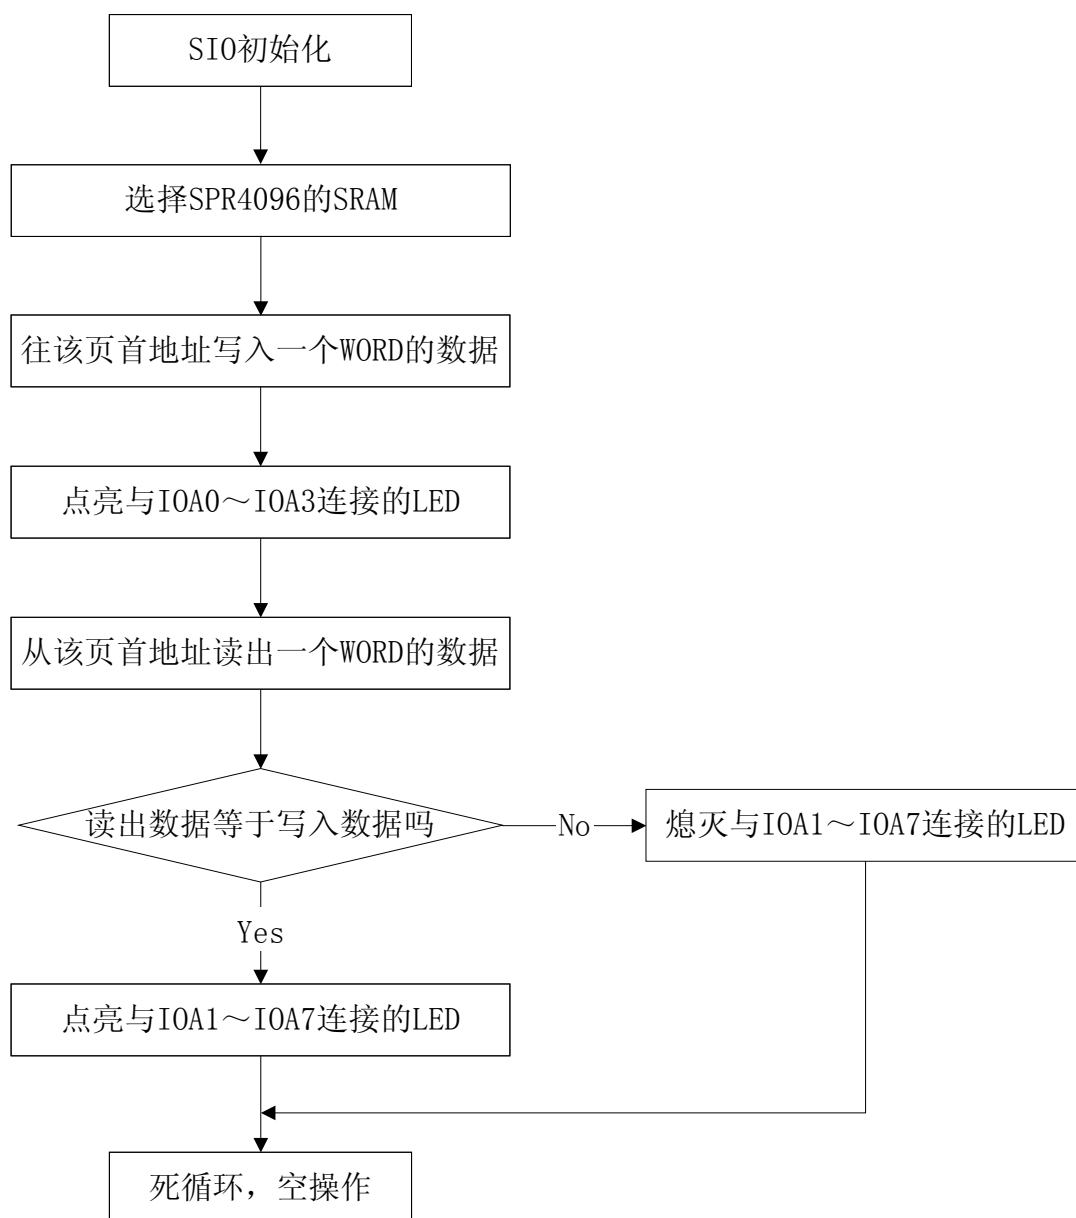 SIO初始化
选择SPR4096的SRAM
往该页首地址写入一个WORD的数据
点亮与IOA0～IOA3连接的LED
从该页首地址读出一个WORD的数据
读出数据等于写入数据吗
No
熄灭与IOA1～IOA7连接的LED
Yes
点亮与IOA1～IOA7连接的LED
死循环，空操作